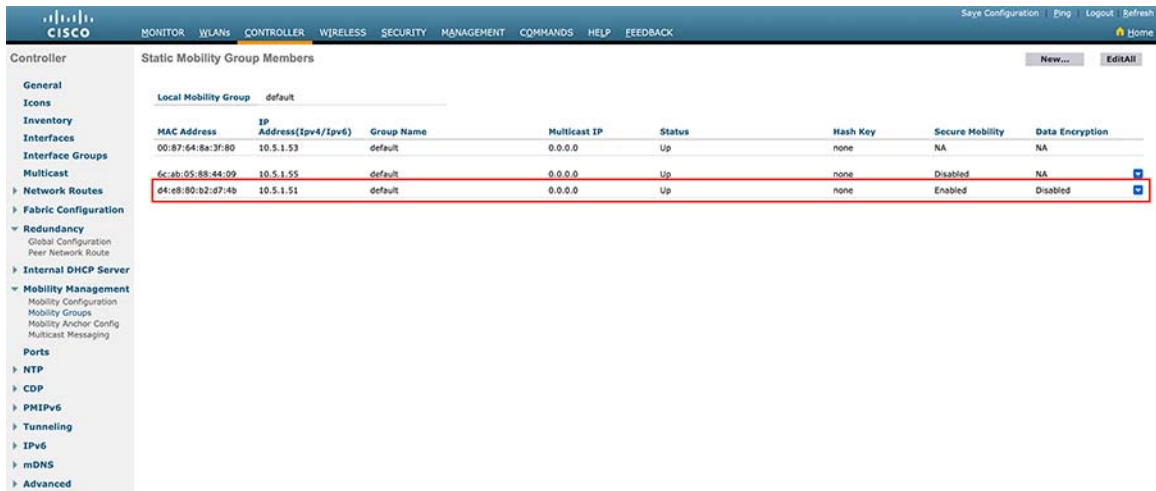 Save Configuration | Ping | Logout | Refresh
CISCO
MONITOR WLANs CONTROLLER WIRELESS SECURITY MANAGEMENT COMMANDS HELP FEEDBACK
Home
Controller
General
Icons
Inventory
Interfaces
Interface Groups
Multicast
Network Routes
Fabric Configuration
Redundancy
Global Configuration
Peer Network Route
Internal DHCP Server
Mobility Management
Mobility Configuration
Mobility Groups
Mobility Anchor Config
Multicast Messaging
Ports
NTP
CDP
PMIPv6
Tunneling
IPv6
mDNS
Advanced
Static Mobility Group Members
New... EditAll
Local Mobility Group default
MAC Address IP Address(Ipv4/Ipv6) Group Name Multicast IP Status Hash Key Secure Mobility Data Encryption
00:87:64:8a:3f:80 10.5.1.53 default 0.0.0.0 Up none NA NA
6c:ab:05:88:44:09 10.5.1.55 default 0.0.0.0 Up none Disabled NA
d4:e8:80:b2:d7:4b 10.5.1.51 default 0.0.0.0 Up none Enabled Disabled